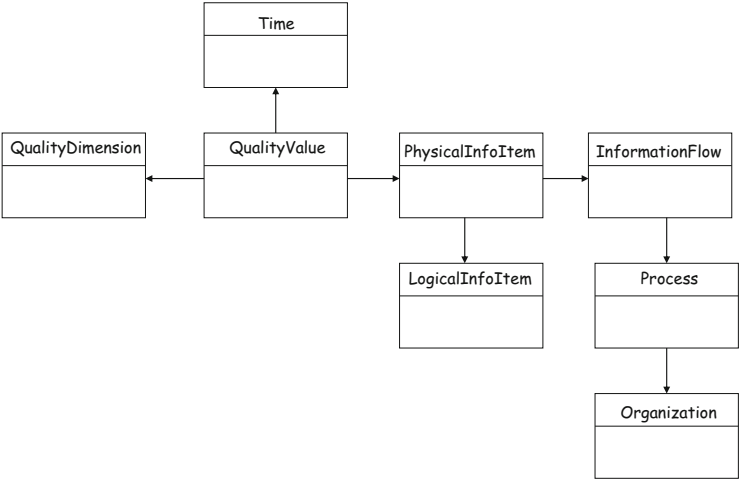 Time
QualityDimension
QualityValue
PhysicalInfoItem
InformationFlow
LogicalInfoItem
Process
Organization